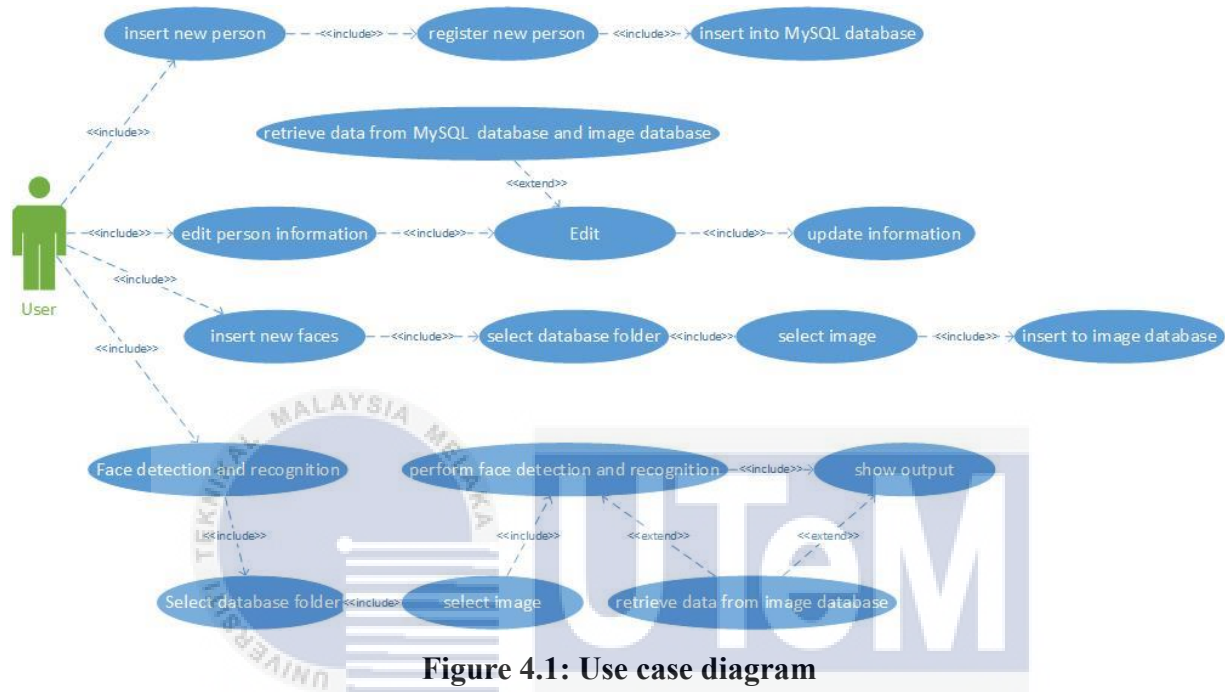 insert new person <<include>> register new person <<include>> insert into MySQL database
<<include>> retrieve data from MySQL database and image database
<<extend>>
<<include>> edit person information <<include>> Edit <<include>> update information
<<include>>
User
insert new faces <<include>> select database folder <<include>> select image <<include>> insert to image database
<<include>>
UNIVERSITI TEKNIKAL MALAYSIA MELAKA
UTeM
Face detection and recognition perform face detection and recognition <<include>> show output
<<include>> <<include>> <<extend>> <<extend>>
Select database folder <<include>> select image retrieve data from image database
Figure 4.1: Use case diagram